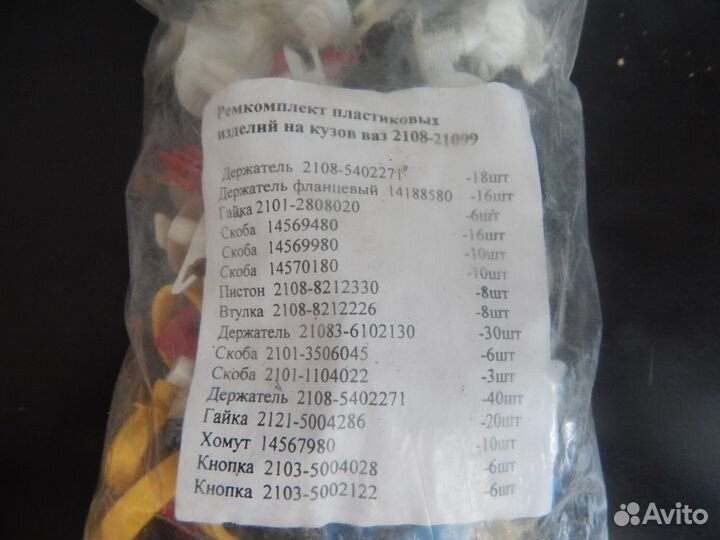 Ремкомплект пластиковых
изделий на кузов ваз 2108-21099
Держатель 2108-5402271 -18шт
Держатель фланцевый 14188580 -16шт
Гайка 2101-2808020 -6шт
Скоба 14569480 -16шт
Скоба 14569980 -10шт
Скоба 14570180 -10шт
Пистон 2108-8212330 -8шт
Втулка 2108-8212226 -8шт
Держатель 21083-6102130 -30шт
Скоба 2101-3506045 -6шт
Скоба 2101-1104022 -3шт
Держатель 2108-5402271 -40шт
Гайка 2121-5004286 -20шт
Хомут 14567980 -10шт
Кнопка 2103-5004028 -6шт
Кнопка 2103-5002122 -6шт
Avito